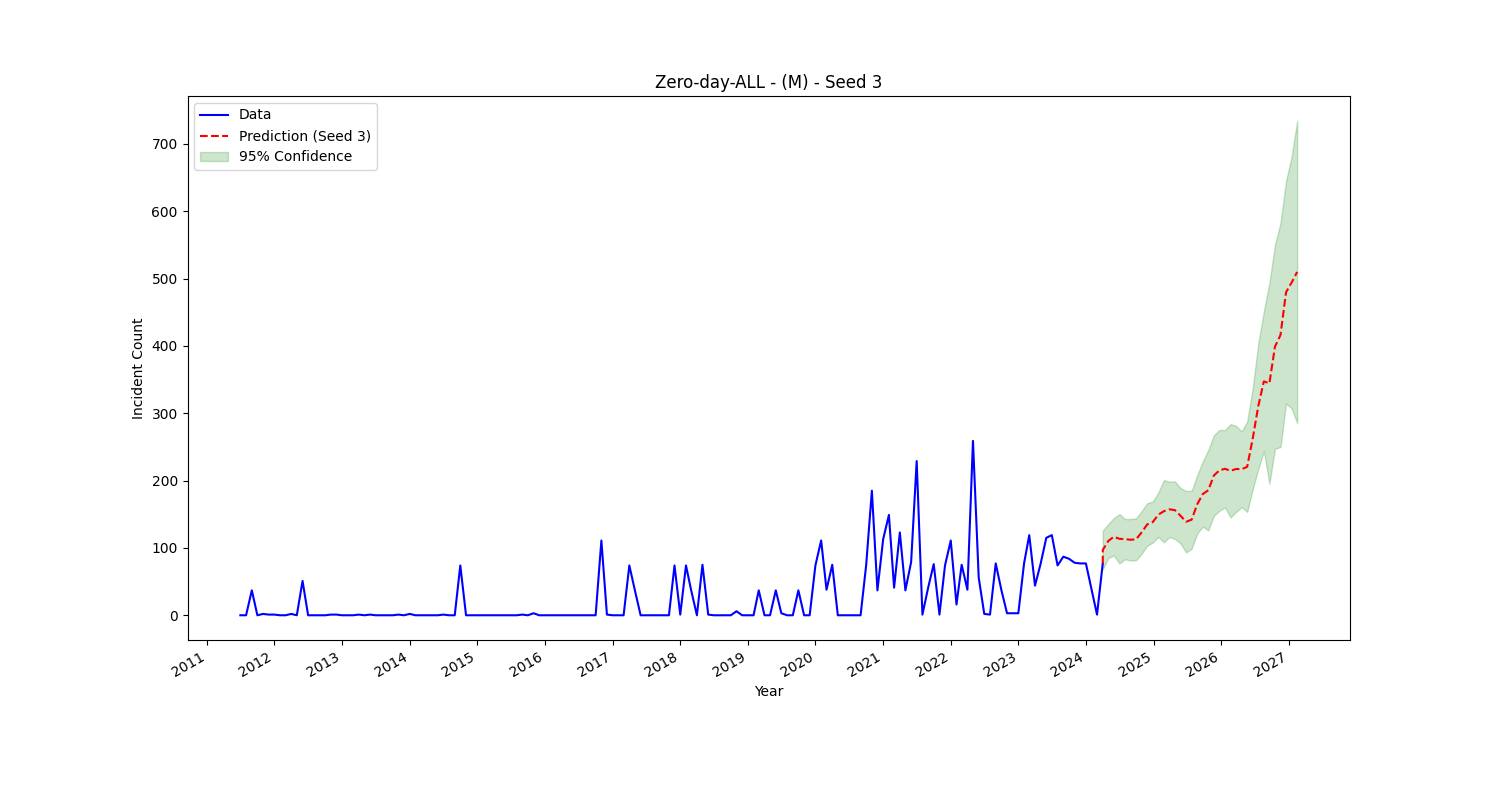 Zero-day-ALL - (M) - Seed 3
Data
Prediction (Seed 3)
95% Confidence
Incident Count
700
600
500
400
300
200
100
0
2011 2012 2013 2014 2015 2016 2017 2018 2019 2020 2021 2022 2023 2024 2025 2026 2027
Year